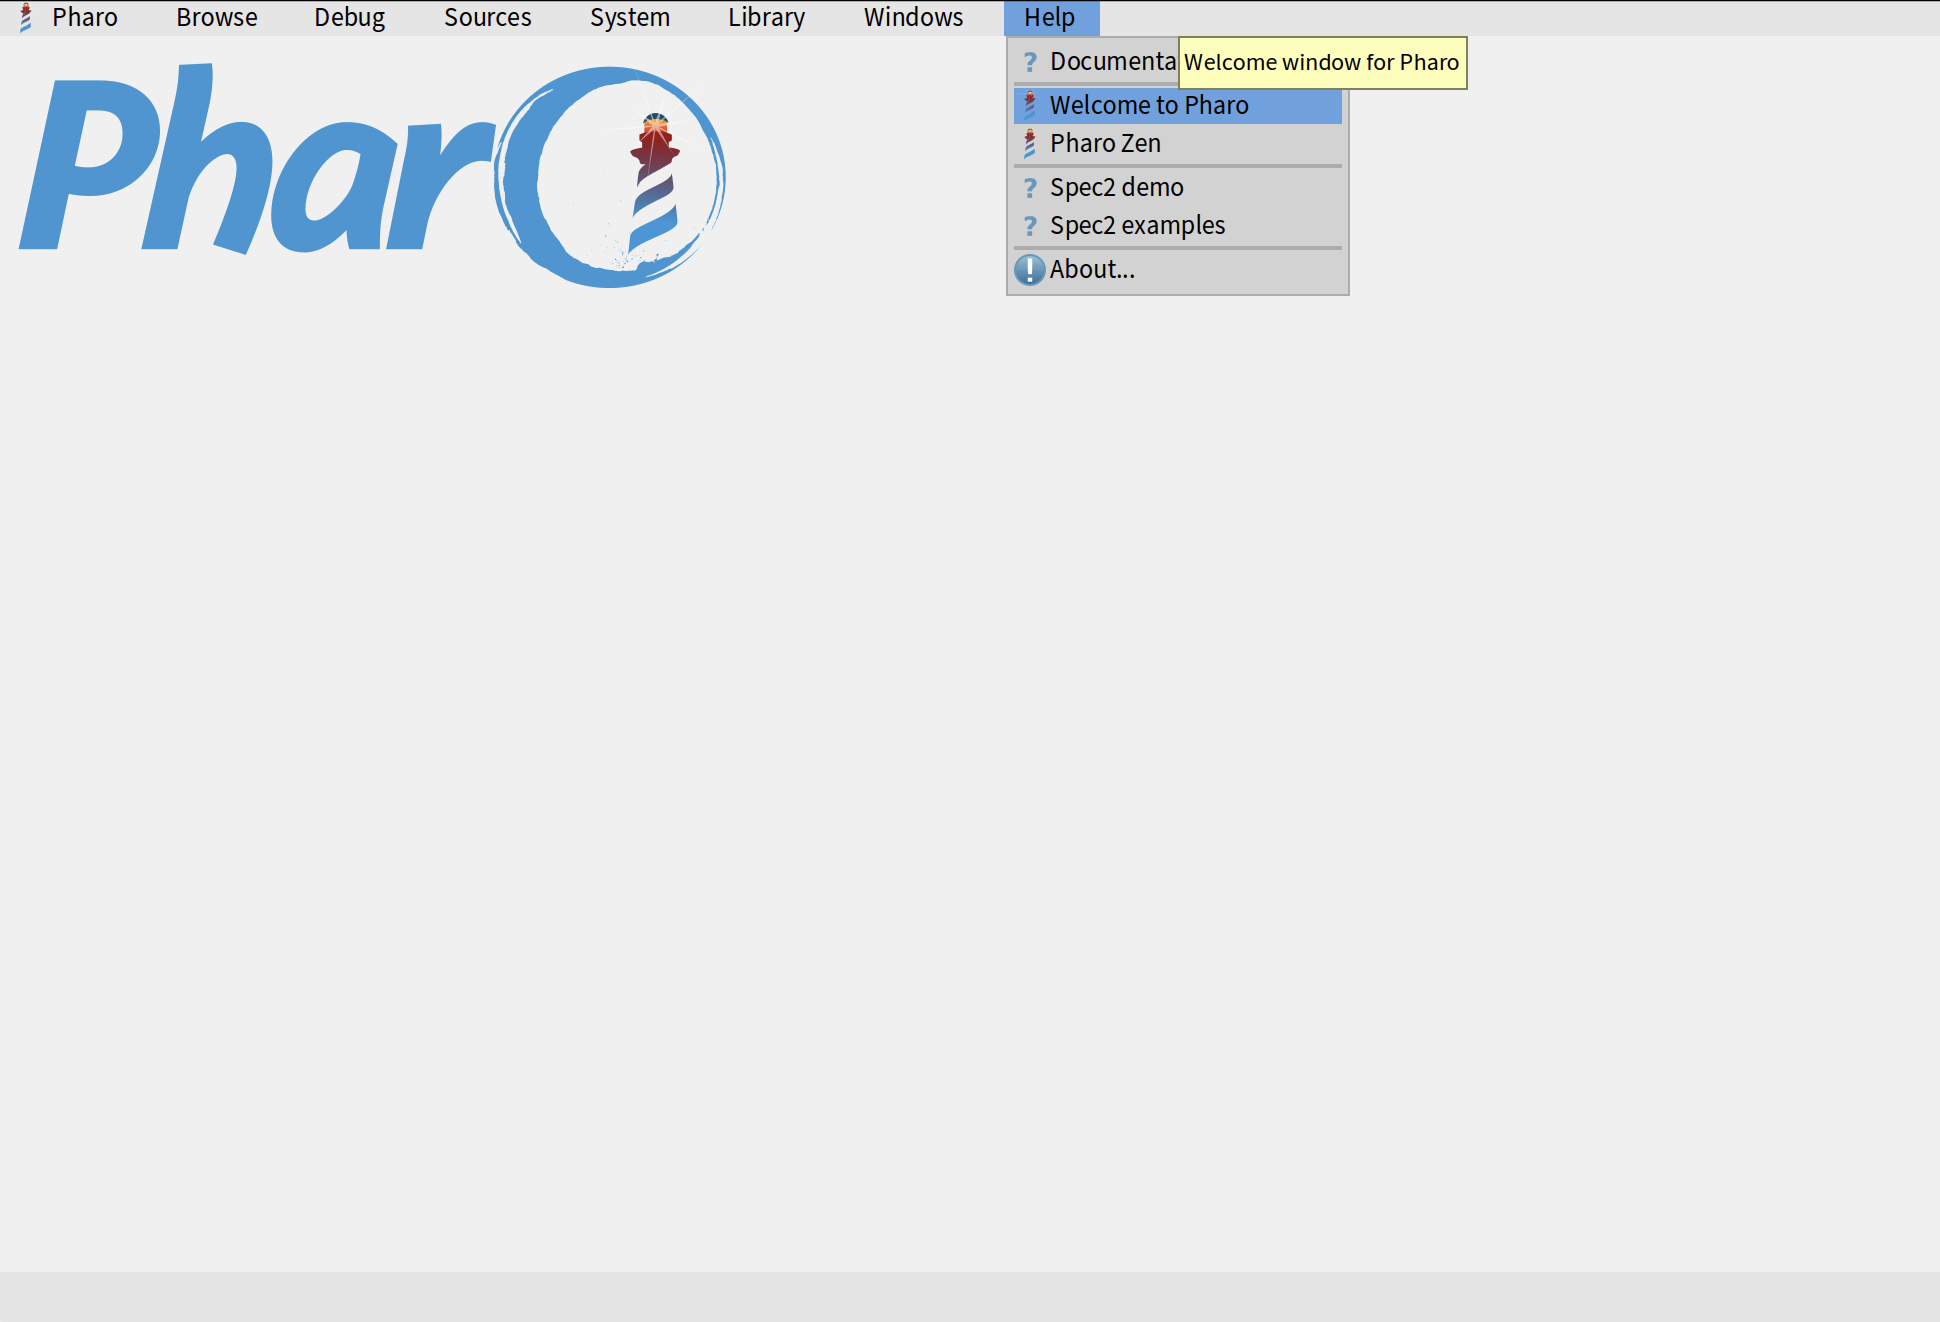 Pharo Browse Debug Sources System Library Windows Help
Pharo
Welcome window for Pharo
Welcome to Pharo
Pharo Zen
Spec2 demo
Spec2 examples
About...